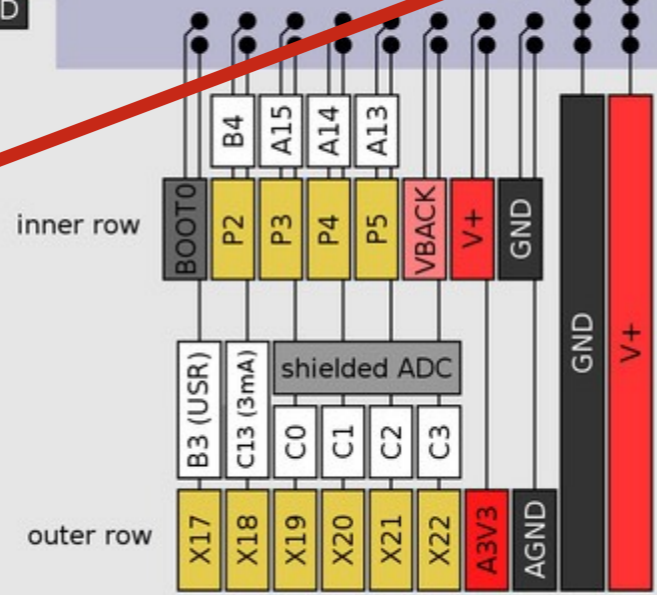 D
B4
A15
A14
A13
inner row
BOOT0
P2
P3
P4
P5
VBACK
V+
GND
GND
V+
shielded ADC
B3 (USR)
C13 (3mA)
C0
C1
C2
C3
outer row
X17
X18
X19
X20
X21
X22
A3V3
AGND